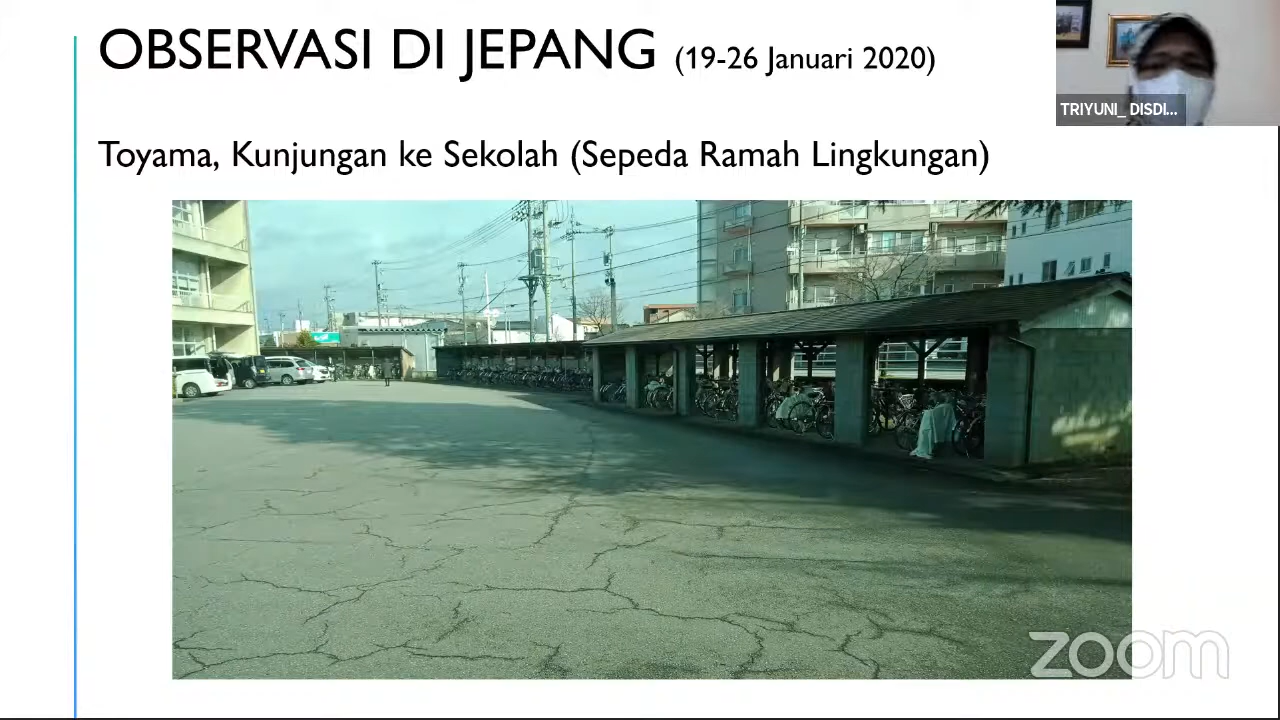 OBSERVASI DI JEPANG (19-26 Januari 2020)
TRIYUNI_ DISDI...
Toyama, Kunjungan ke Sekolah (Sepeda Ramah Lingkungan)
zoom